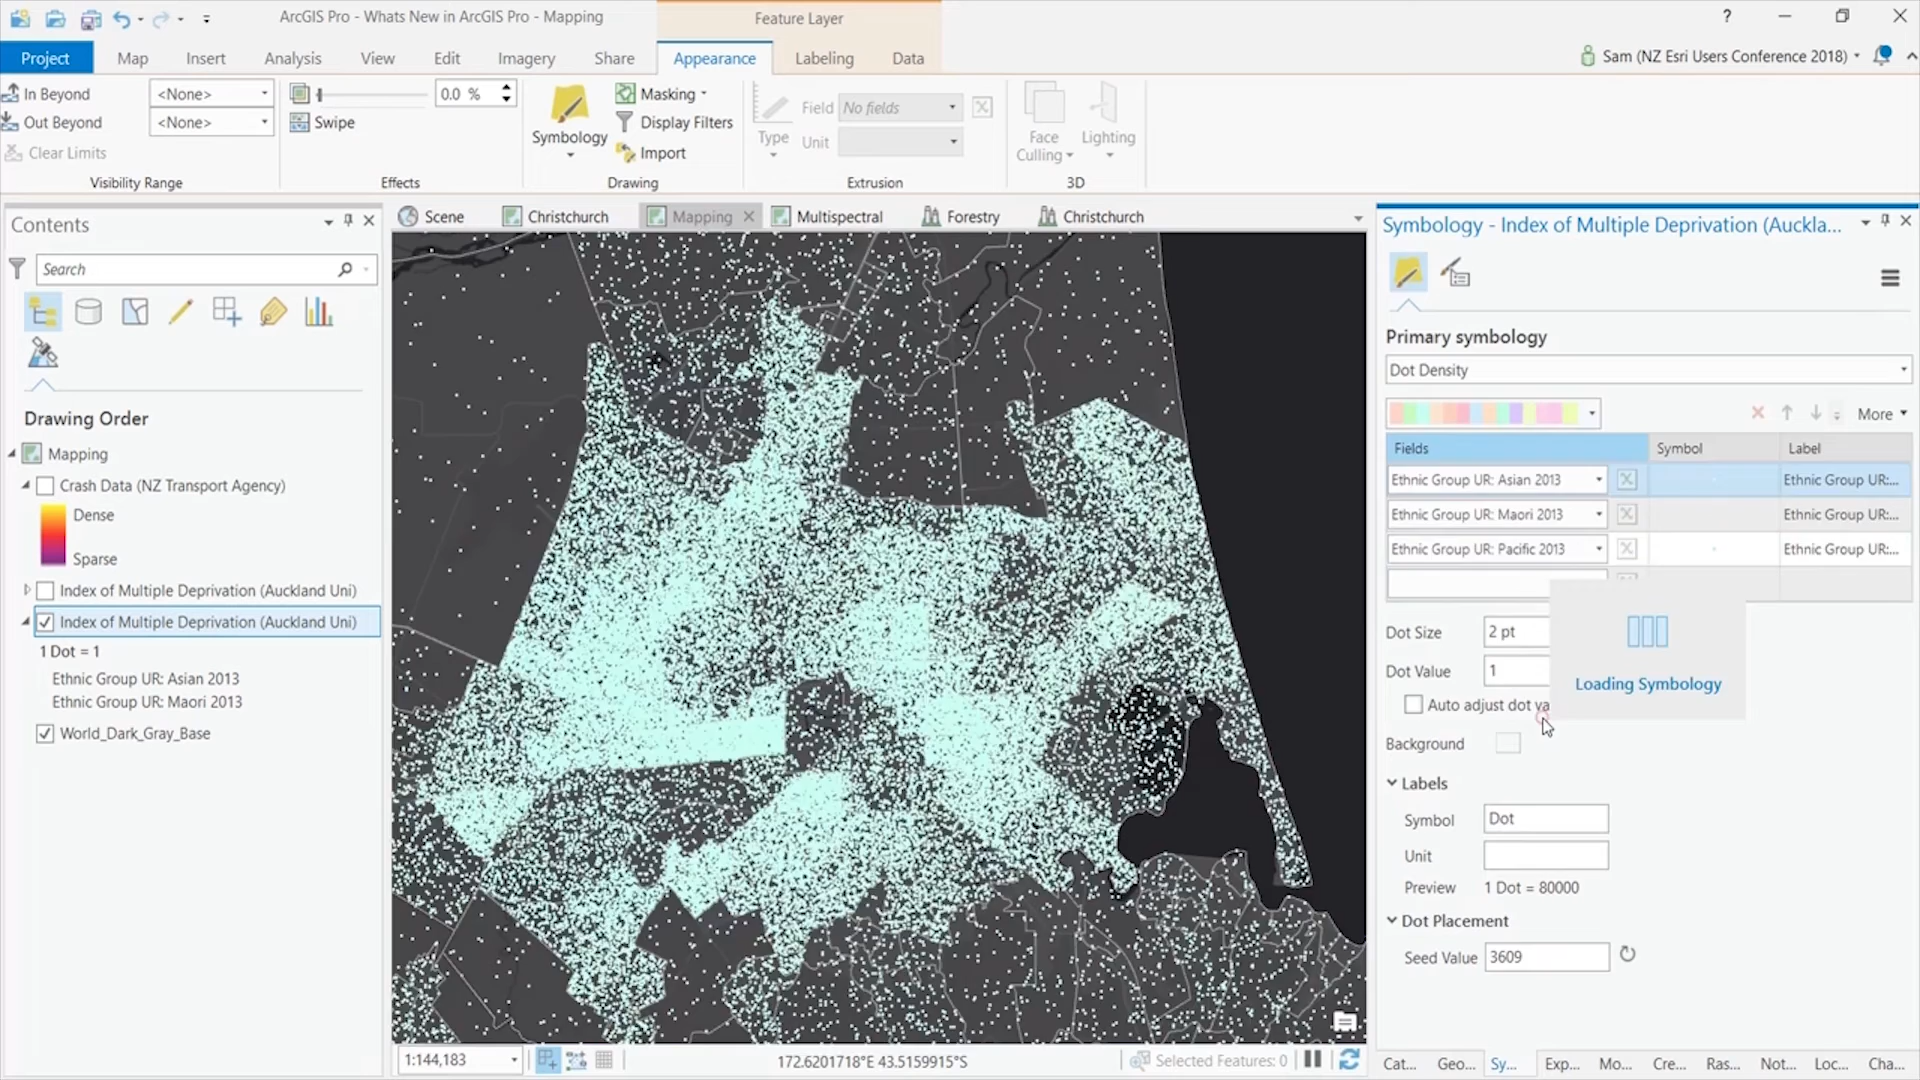 ArcGIS Pro - Whats New in ArcGIS Pro - Mapping
Feature Layer
?
Project
Map
Insert
Analysis
View
Edit
Imagery
Share
Appearance
Labeling
Data
Sam (NZ Esri Users Conference 2018)
In Beyond
<None>
Out Beyond
<None>
Clear Limits
Visibility Range
0.0 %
Swipe
Effects
Symbology
Masking
Display Filters
Import
Drawing
Type
Field
No fields
Unit
Extrusion
Face
Culling
Lighting
3D
Contents
Search
Drawing Order
Mapping
Crash Data (NZ Transport Agency)
Dense
Sparse
Index of Multiple Deprivation (Auckland Uni)
Index of Multiple Deprivation (Auckland Uni)
1 Dot = 1
Ethnic Group UR: Asian 2013
Ethnic Group UR: Maori 2013
World_Dark_Gray_Base
Scene
Christchurch
Mapping
Multispectral
Forestry
Christchurch
1:144,183
172.6201718°E 43.5159915°S
Selected Features: 0
Symbology - Index of Multiple Deprivation (Auckla...
Primary symbology
Dot Density
More
Fields
Symbol
Label
Ethnic Group UR: Asian 2013
Ethnic Group UR:...
Ethnic Group UR: Maori 2013
Ethnic Group UR:...
Ethnic Group UR: Pacific 2013
Ethnic Group UR:...
Dot Size
2 pt
Loading Symbology
Dot Value
1
Auto adjust dot va
Background
Labels
Symbol
Dot
Unit
Preview
1 Dot = 80000
Dot Placement
Seed Value
3609
Cat...
Geo...
Sy...
Exp...
Mo...
Cre...
Ras...
Not...
Loc...
Cha...